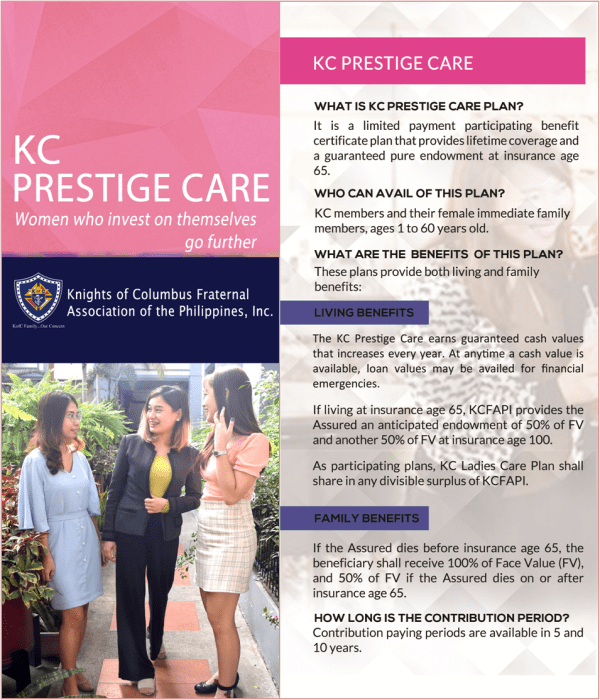 KC
PRESTIGE CARE
Women who invest on themselves
go further
Knights of Columbus Fraternal
Association of the Philippines, Inc.
KofC Family... Our Concern
KC PRESTIGE CARE
WHAT IS KC PRESTIGE CARE PLAN?
It is a limited payment participating benefit
certificate plan that provides lifetime coverage and
a guaranteed pure endowment at insurance age
65.
WHO CAN AVAIL OF THIS PLAN?
KC members and their female immediate family
members, ages 1 to 60 years old.
WHAT ARE THE BENEFITS OF THIS PLAN?
These plans provide both living and family
benefits:
LIVING BENEFITS
The KC Prestige Care earns guaranteed cash values
that increases every year. At anytime a cash value is
available, loan values may be availed for financial
emergencies.
If living at insurance age 65, KCFAPI provides the
Assured an anticipated endowment of 50% of FV
and another 50% of FV at insurance age 100.
As participating plans, KC Ladies Care Plan shall
share in any divisible surplus of KCFAPI.
FAMILY BENEFITS
If the Assured dies before insurance age 65, the
beneficiary shall receive 100% of Face Value (FV),
and 50% of FV if the Assured dies on or after
insurance age 65.
HOW LONG IS THE CONTRIBUTION PERIOD?
Contribution paying periods are available in 5 and
10 years.